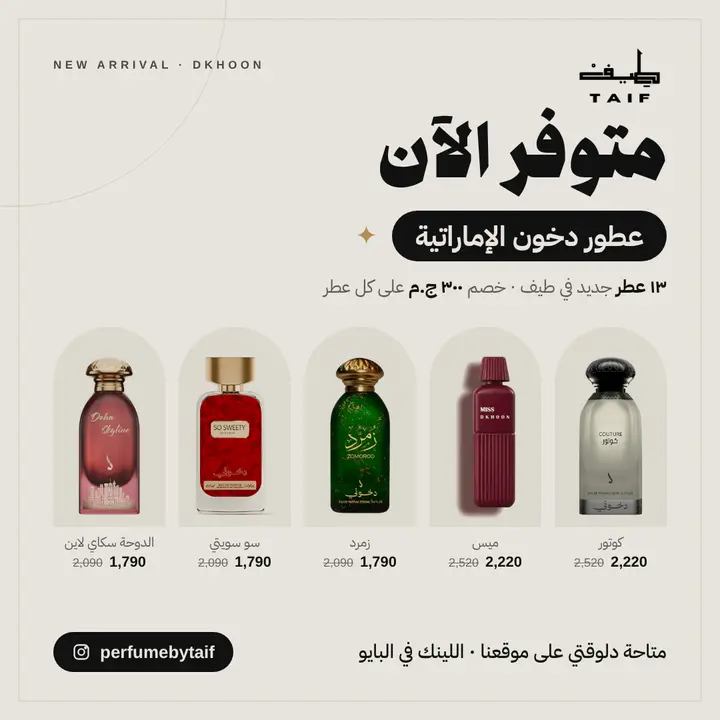 NEW ARRIVAL · DKHOON
طيف
TAIF
متوفر الآن
عطور دخون الإماراتية
١٣ عطر جديد في طيف · خصم ٣٠٠ ج.م على كل عطر
Doha Skyline
SO SWEETY
دخوني
زمرد
ZOMOROD
دخوني
MISS
DKHOON
COUTURE
كوتور
دخوني
الدوحة سكاي لاين
2,090 1,790
سو سويتي
2,090 1,790
زمرد
2,090 1,790
ميس
2,520 2,220
كوتور
2,520 2,220
perfumebytaif
متاحة دلوقتي على موقعنا · اللينك في البايو